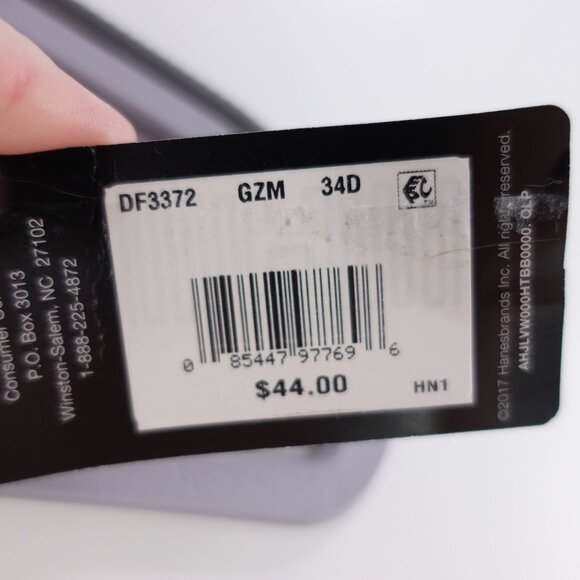 DF3372 GZM 34D
0 85447 97769 6
$44.00 HN1
P.O. Box 3013
Winston-Salem, NC 27102
1-888-225-4872
©2017 Hanesbrands Inc. All rights reserved.